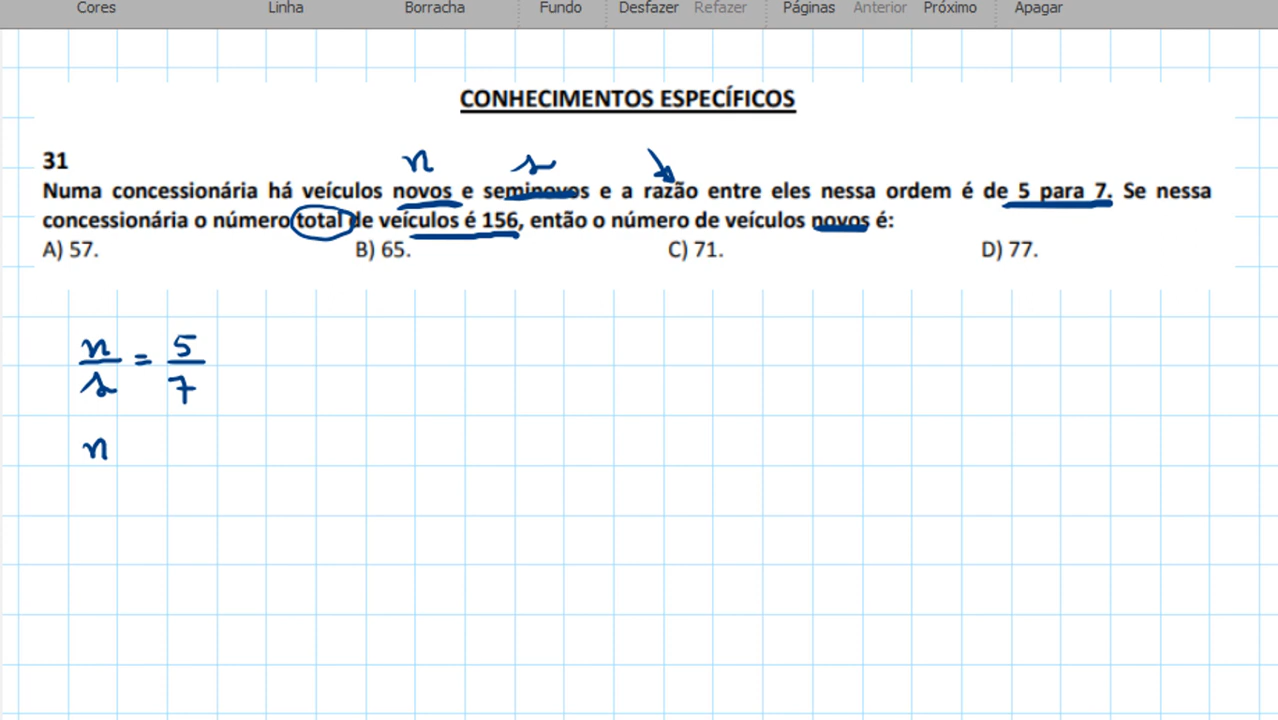 Cores Linha Borracha Fundo Desfazer Refazer Páginas Anterior Próximo Apagar
CONHECIMENTOS ESPECÍFICOS
31
n s
Numa concessionária há veículos novos e seminovos e a razão entre eles nessa ordem é de 5 para 7. Se nessa
concessionária o número total de veículos é 156, então o número de veículos novos é:
A) 57. B) 65. C) 71. D) 77.
n/s = 5/7
n